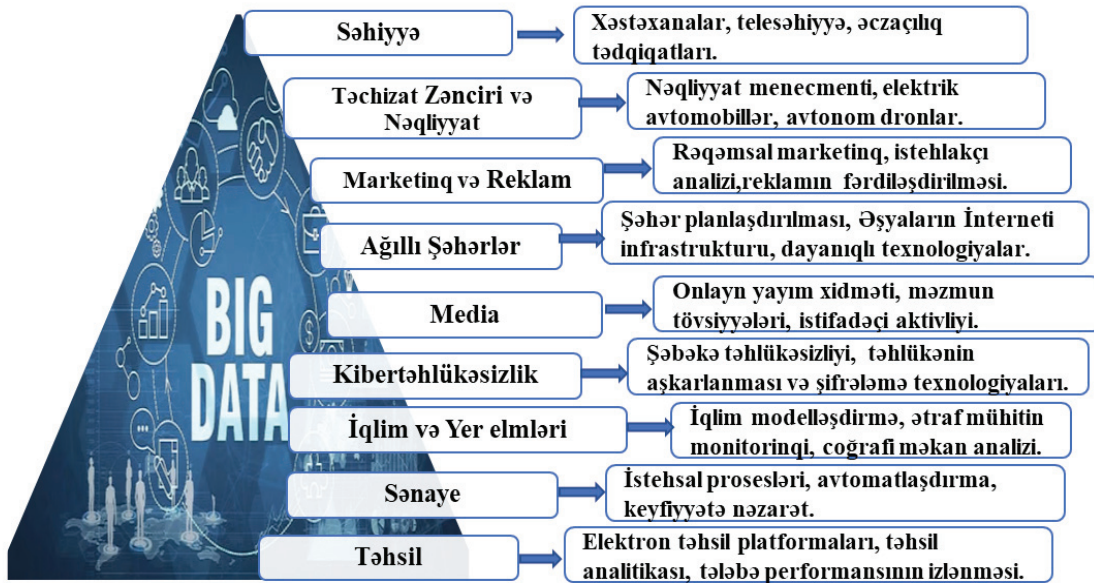 Səhiyyə
Xəstəxanalar, telesəhiyyə, əczaçılıq
tədqiqatları.
Təchizat Zənciri və
Nəqliyyat
Nəqliyyat menecmenti, elektrik
avtomobillər, avtonom dronlar.
Marketinq və Reklam
Rəqəmsal marketinq, istehlakçı
analizi,reklamın fərdiləşdirilməsi.
Ağıllı Şəhərlər
Şəhər planlaşdırılması, Əşyaların İnterneti
infrastrukturu, dayanıqlı texnologiyalar.
Media
Onlayn yayım xidməti, məzmun
tövsiyyələri, istifadəçi aktivliyi.
Kibertəhlükəsizlik
Şəbəkə təhlükəsizliyi, təhlükənin
aşkarlanması və şifrələmə texnologiyaları.
İqlim və Yer elmləri
İqlim modelləşdirmə, ətraf mühitin
monitorinqi, coğrafi məkan analizi.
Sənaye
İstehsal prosesləri, avtomatlaşdırma,
keyfiyyətə nəzarət.
Təhsil
Elektron təhsil platformaları, təhsil
analitikası, tələbə performansının izlənməsi.
BIG
DATA